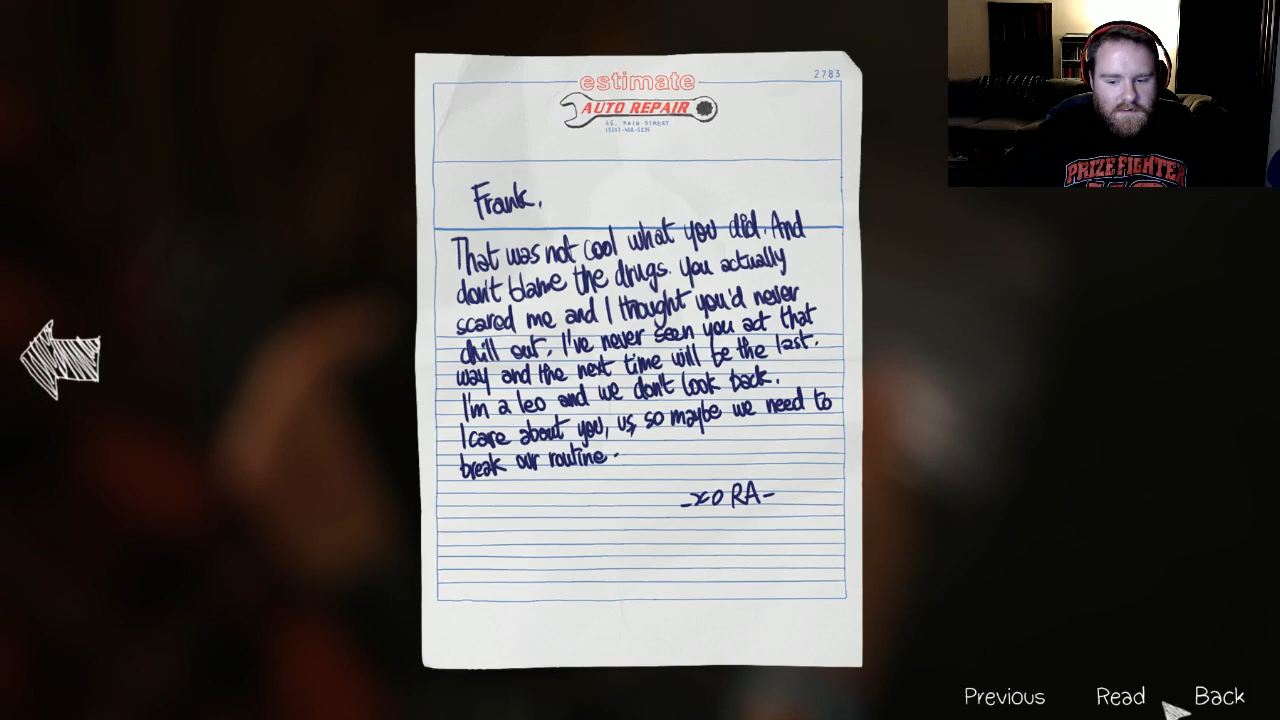 2783
estimate
AUTO REPAIR
Frank,
That was not cool what you did. And
don't blame the drugs. You actually
scared me and I thought you'd never
chill out. I've never seen you act that
way and the next time will be the last.
I'm a leo and we don't look back.
I care about you, us, so maybe we need to
break our routine.
-xo RA-
PRIZEFIGHTER
Previous
Read
Back